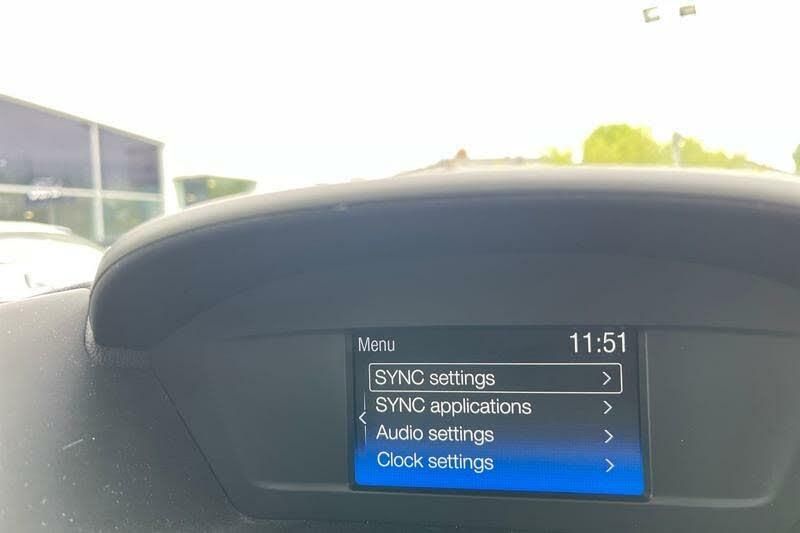 Menu 11:51
SYNC settings
SYNC applications
Audio settings
Clock settings